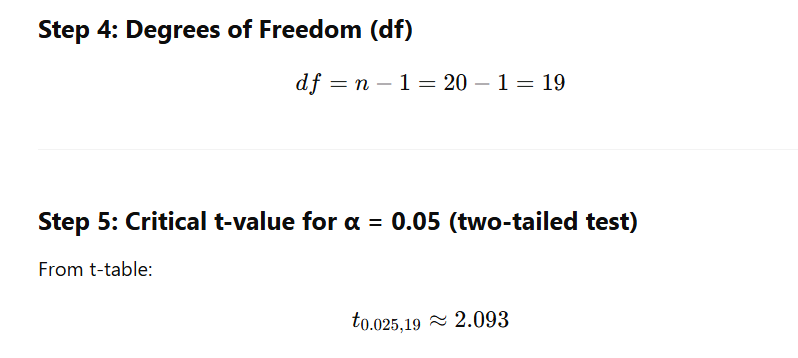 Step 4: Degrees of Freedom (df)
df = n − 1 = 20 − 1 = 19
Step 5: Critical t-value for α = 0.05 (two-tailed test)
From t-table:
t₀.₀₂₅,₁₉ ≈ 2.093